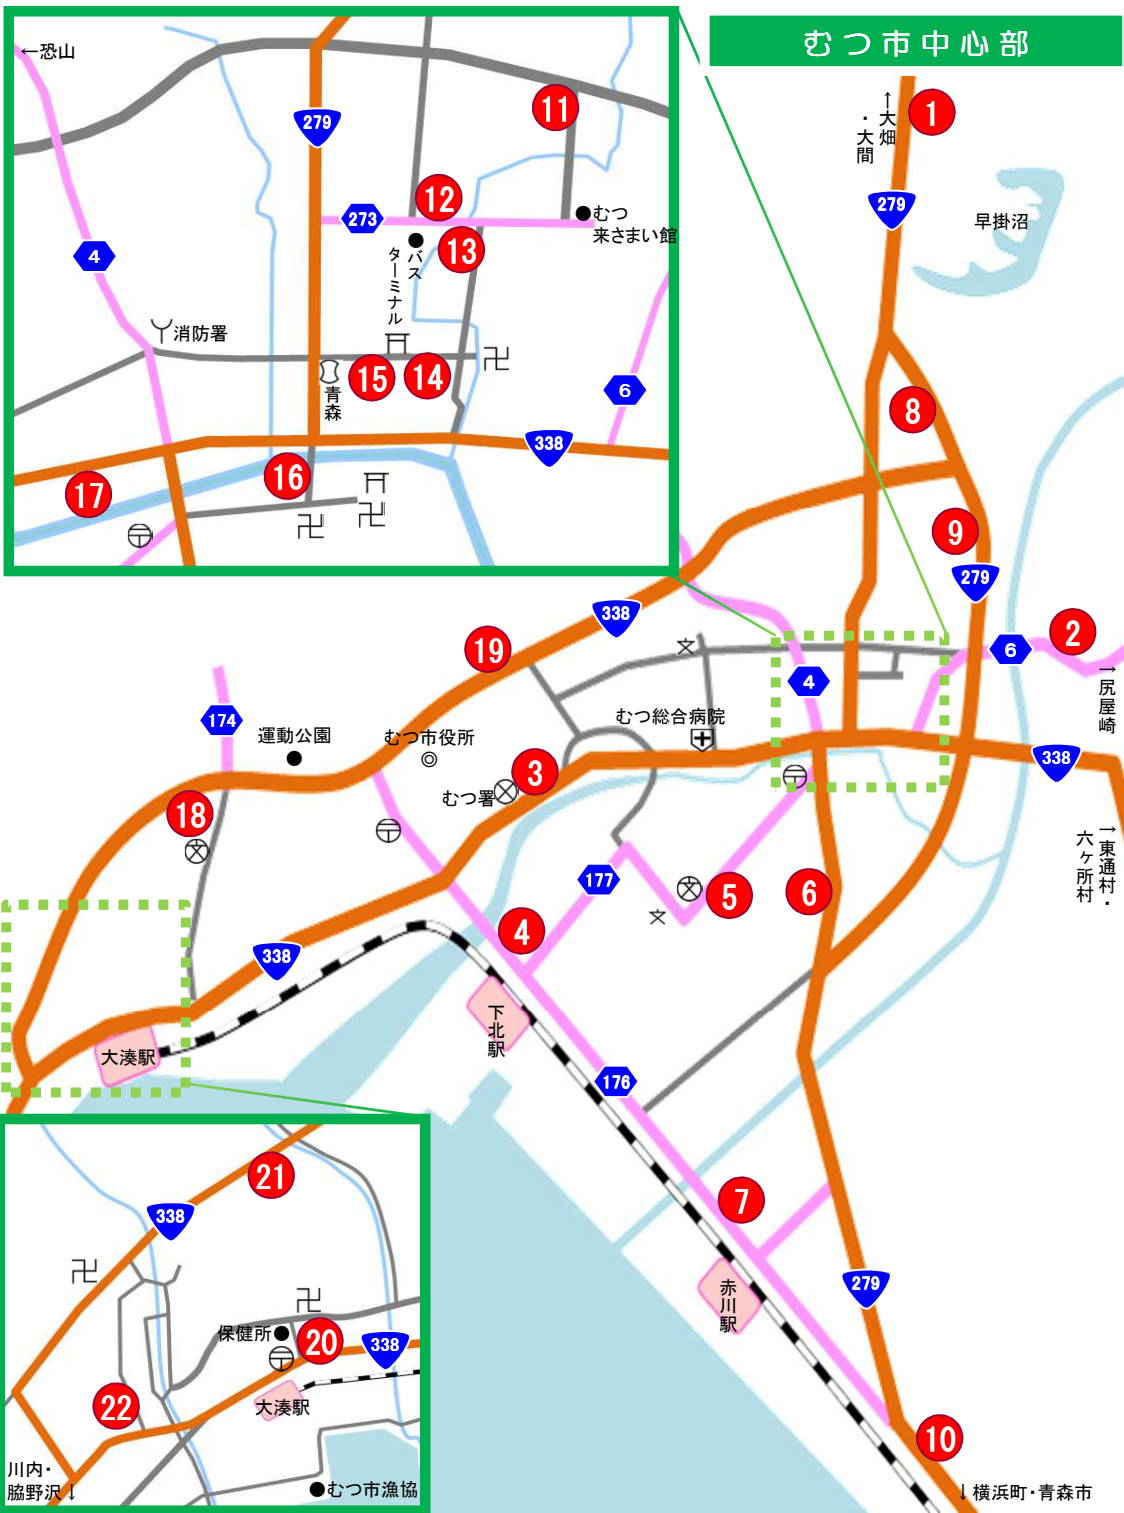 むつ市中心部
←恐山
279
11
12
273
むつ
来さまい館
13
バス
ターミナル
4
消防署
15
14
青森
6
338
16
17
←大畑
・大間
1
279
早掛沼
8
9
279
2
6
→尻屋崎
338
19
4
174
運動公園
むつ市役所
むつ総合病院
3
むつ署
338
18
→東通村・
六ヶ所村
177
5
6
4
338
下北駅
大湊駅
176
7
279
赤川駅
10
↓横浜町・青森市
21
338
保健所
20
338
大湊駅
22
川内・
脇野沢↓
むつ市漁協